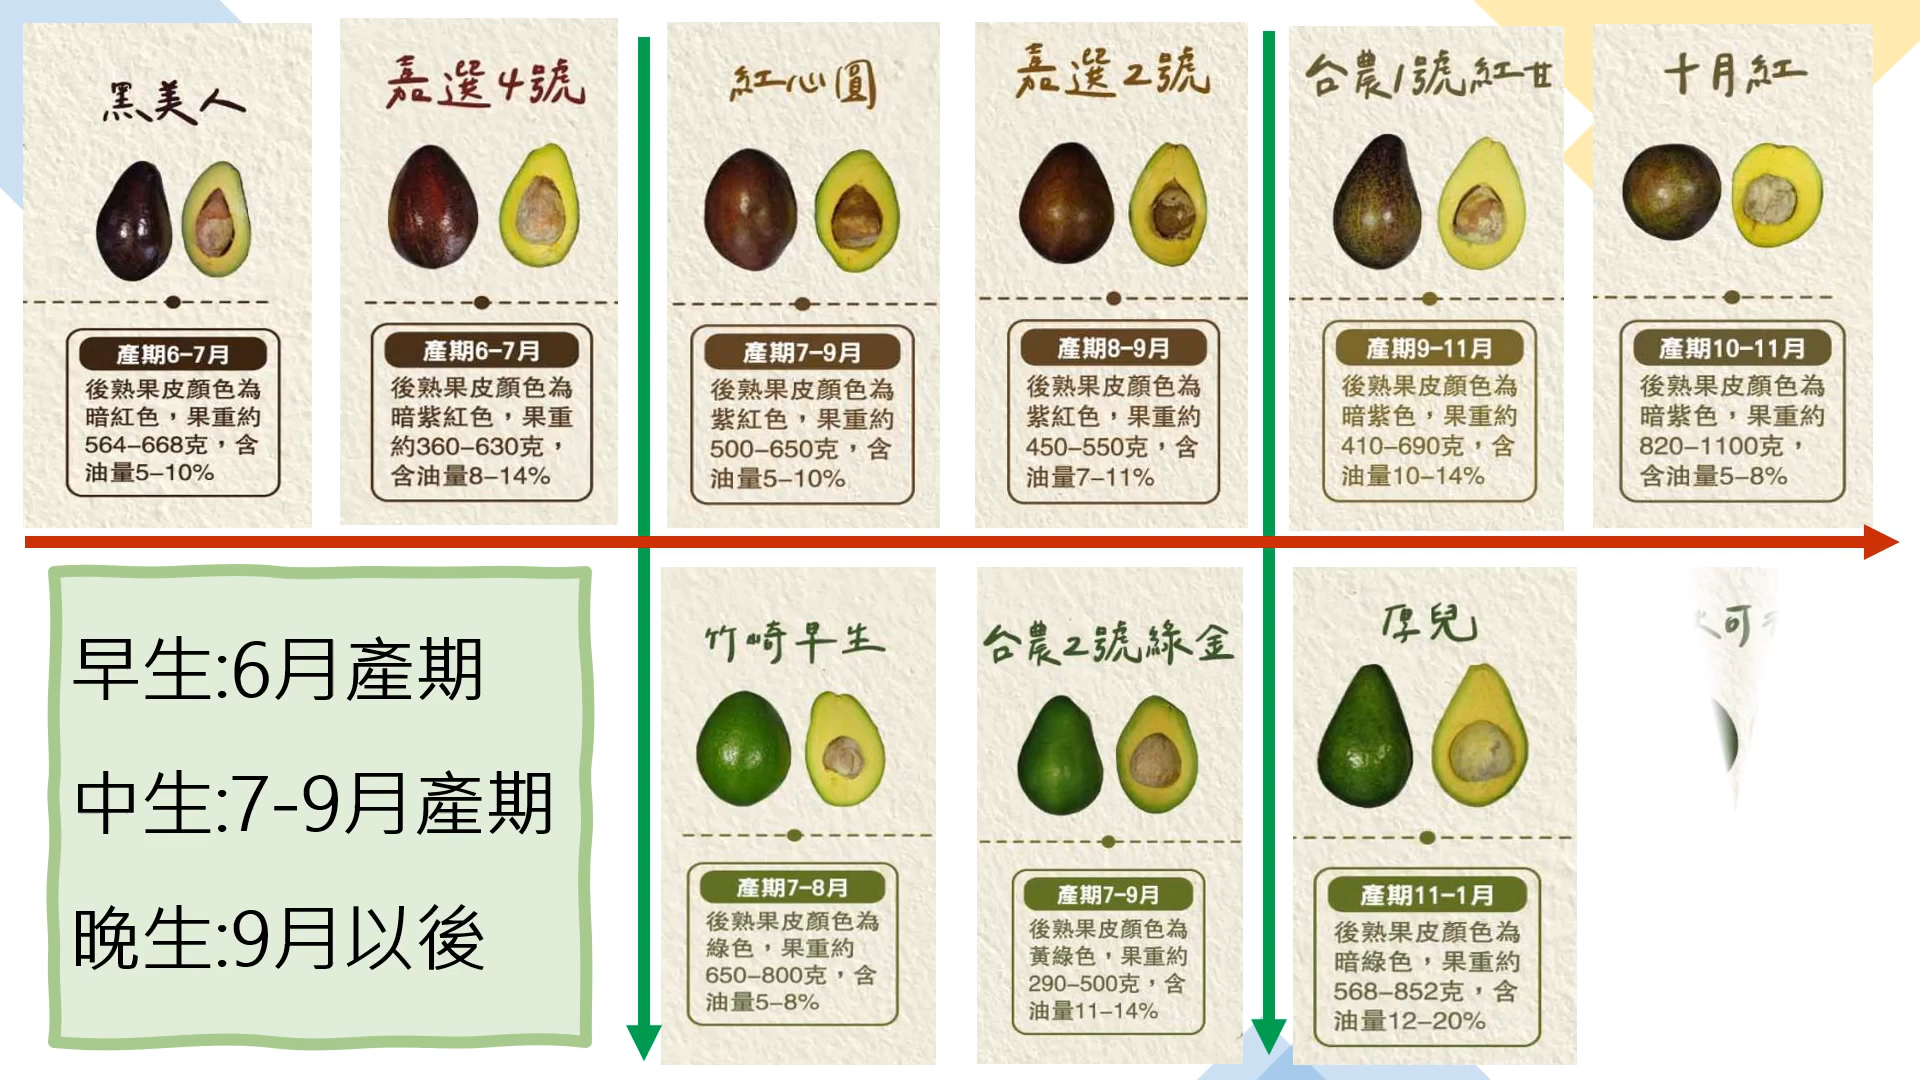 黑美人
產期6-7月
後熟果皮顏色為
暗紅色，果重約
564-668克，含
油量5-10%
嘉選4號
產期6-7月
後熟果皮顏色為
暗紫紅色，果重
約360-630克，
含油量8-14%
紅心圓
產期7-9月
後熟果皮顏色為
紫紅色，果重約
500-650克，含
油量5-10%
嘉選2號
產期8-9月
後熟果皮顏色為
紫紅色，果重約
450-550克，含
油量7-11%
台農1號紅甘
產期9-11月
後熟果皮顏色為
暗紫色，果重約
410-690克，含
油量10-14%
十月紅
產期10-11月
後熟果皮顏色為
暗紫色，果重約
820-1100克，
含油量5-8%
早生:6月產期
中生:7-9月產期
晚生:9月以後
竹崎早生
產期7-8月
後熟果皮顏色為
綠色，果重約
650-800克，含
油量5-8%
台農2號綠金
產期7-9月
後熟果皮顏色為
黃綠色，果重約
290-500克，含
油量11-14%
厚兒
產期11-1月
後熟果皮顏色為
暗綠色，果重約
568-852克，含
油量12-20%
可